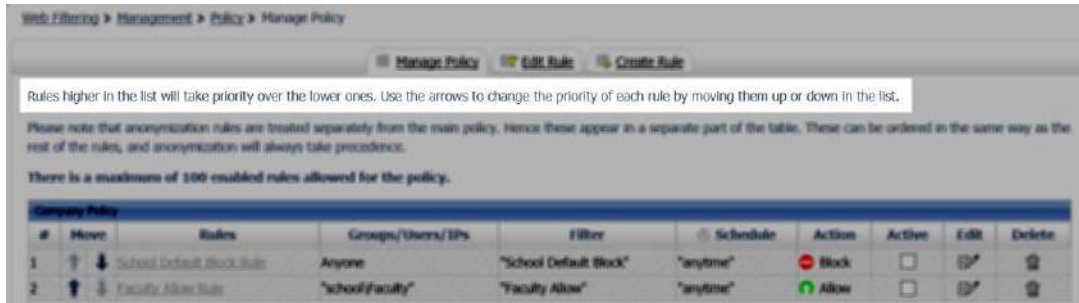 Web Filtering > Management > Policy > Manage Policy
Manage Policy Edit Rule Create Rule
Rules higher in the list will take priority over the lower ones. Use the arrows to change the priority of each rule by moving them up or down in the list.
Please note that anonymization rules are treated separately from the main policy. Hence these appear in a separate part of the table. These can be ordered in the same way as the
rest of the rules, and anonymization will always take precedence.
There is a maximum of 100 enabled rules allowed for the policy.
Company Policy
# Move Rules Groups/Users/IPs Filter Schedule Action Active Edit Delete
1 School Default Block Rule Anyone "School Default Block" "anytime" Block
2 Faculty Allow Rule "school\Faculty" "Faculty Allow" "anytime" Allow